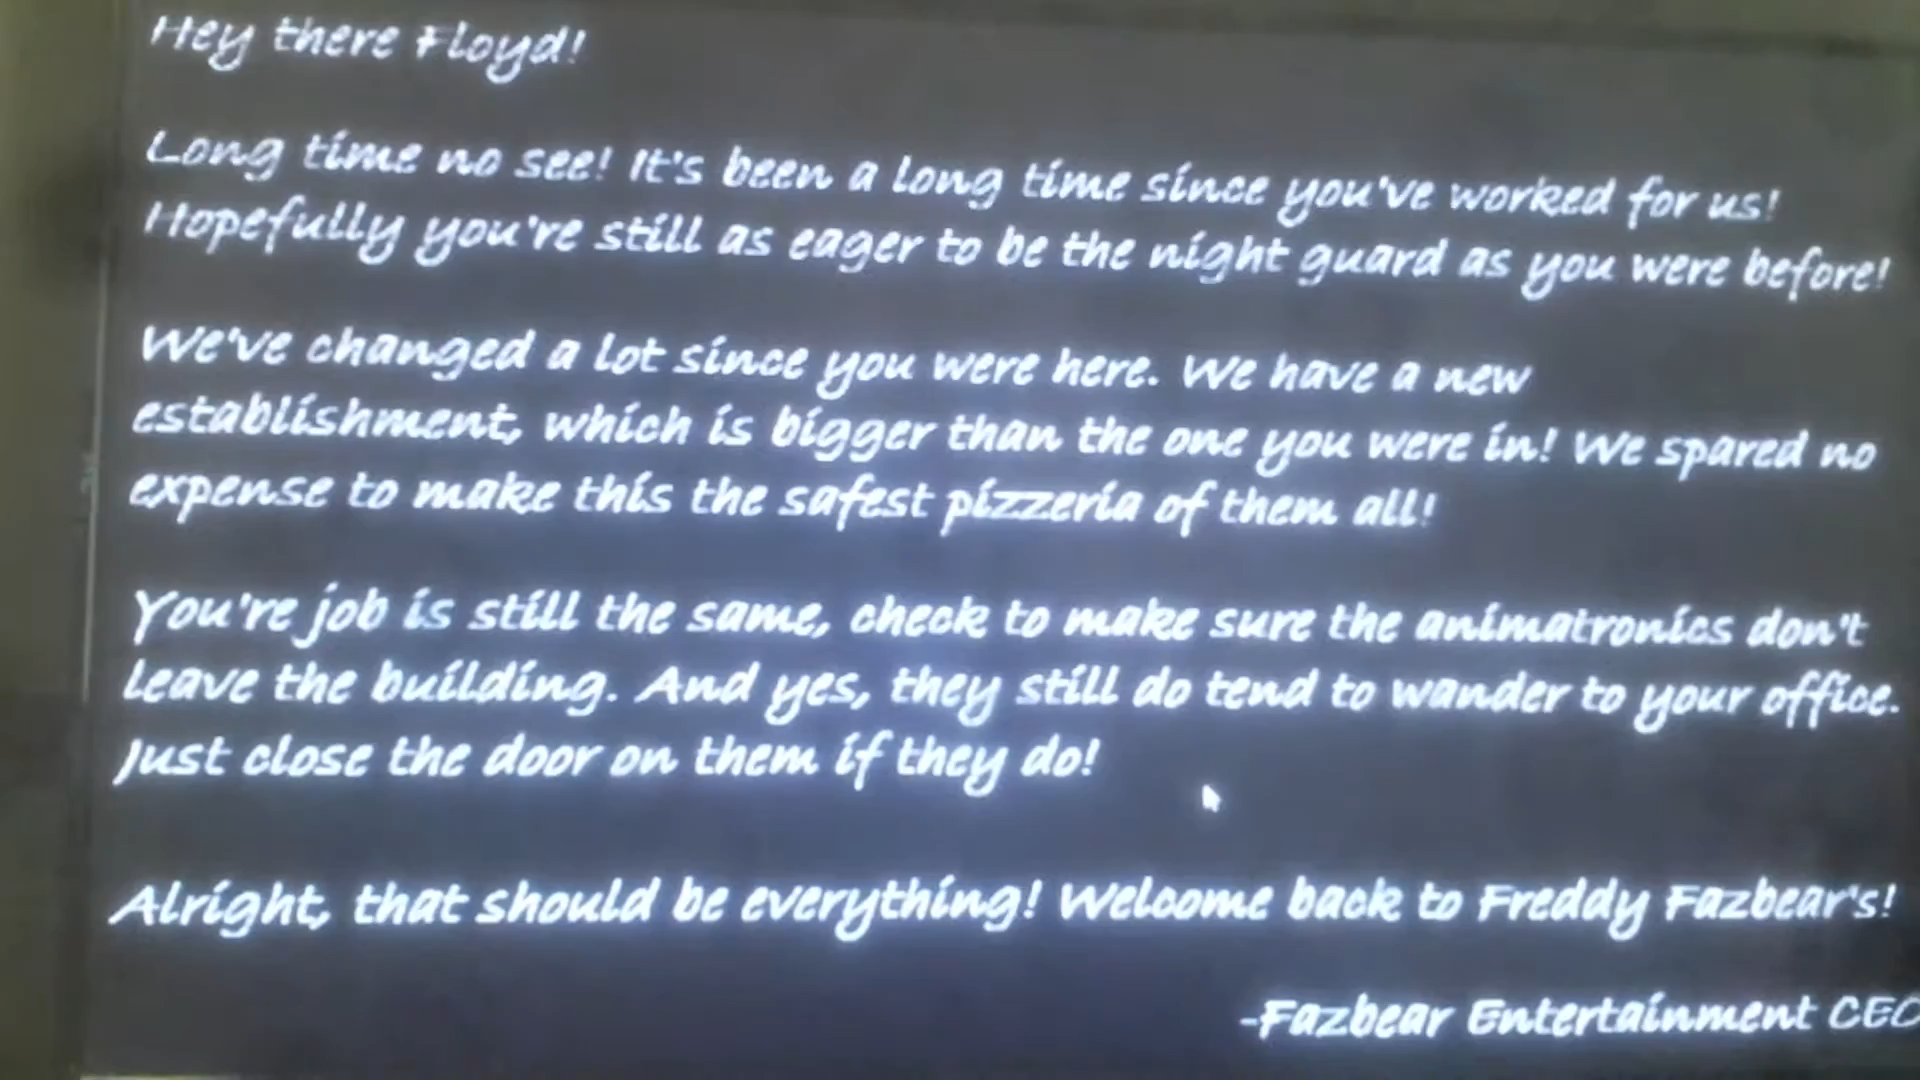 Hey there Floyd!
Long time no see! It's been a long time since you've worked for us!
Hopefully you're still as eager to be the night guard as you were before!
We've changed a lot since you were here. We have a new
establishment, which is bigger than the one you were in! We spared no
expense to make this the safest pizzeria of them all!
You're job is still the same, check to make sure the animatronics don't
leave the building. And yes, they still do tend to wander to your office.
Just close the door on them if they do!
Alright, that should be everything! Welcome back to Freddy Fazbear's!
-Fazbear Entertainment CEO